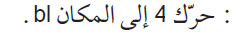 : حرّك 4 إلى المكان bl .